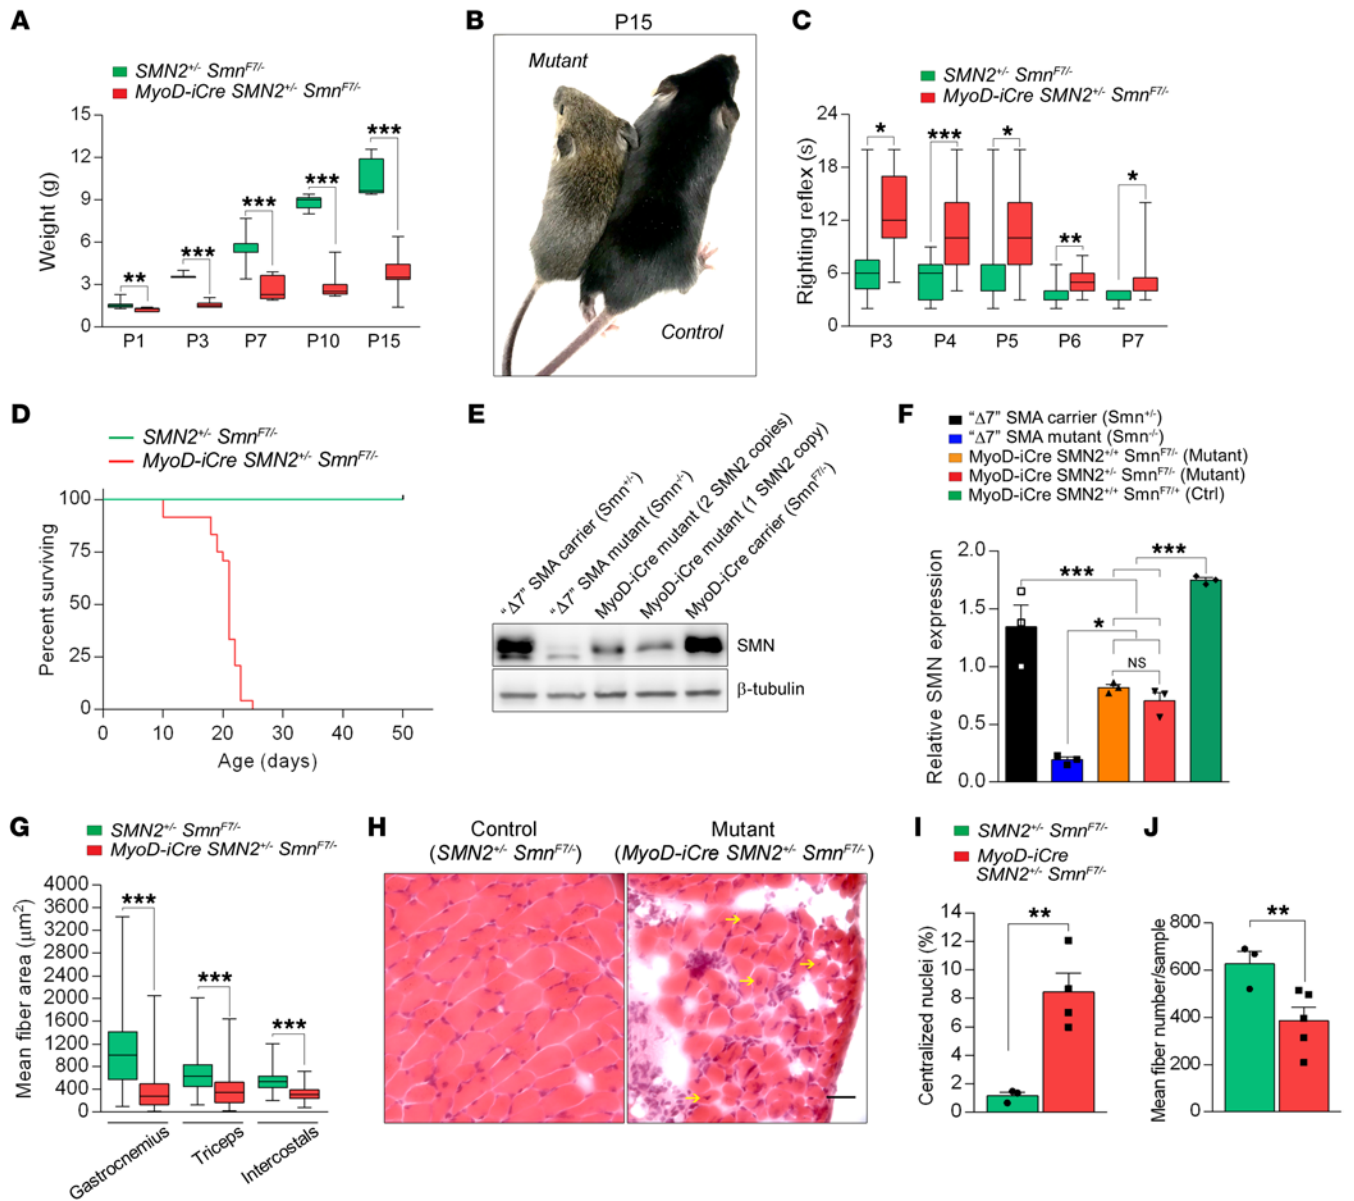 A
SMN2+/- SmnF7/-
MyoD-iCre SMN2+/- SmnF7/-
Weight (g)
15
12
9
6
3
0
** *** *** *** ***
P1 P3 P7 P10 P15
B
P15
Mutant
Control
C
SMN2+/- SmnF7/-
MyoD-iCre SMN2+/- SmnF7/-
Righting reflex (s)
24
18
12
6
0
* *** * ** *
P3 P4 P5 P6 P7
D
SMN2+/- SmnF7/-
MyoD-iCre SMN2+/- SmnF7/-
Percent surviving
100
75
50
25
0
0 10 20 30 40 50
Age (days)
E
"Δ7" SMA carrier (Smn+/-)
"Δ7" SMA mutant (Smn-/-)
MyoD-iCre mutant (2 SMN2 copies)
MyoD-iCre mutant (1 SMN2 copy)
MyoD-iCre carrier (SmnF7/-)
SMN
β-tubulin
F
"Δ7" SMA carrier (Smn+/-)
"Δ7" SMA mutant (Smn-/-)
MyoD-iCre SMN2+/+ SmnF7/- (Mutant)
MyoD-iCre SMN2+/- SmnF7/- (Mutant)
MyoD-iCre SMN2+/+ SmnF7/+ (Ctrl)
Relative SMN expression
2.0
1.5
1.0
0.5
0.0
***
***
*
NS
G
SMN2+/- SmnF7/-
MyoD-iCre SMN2+/- SmnF7/-
Mean fiber area (μm2)
4000
3600
3200
2800
2400
2000
1600
1200
800
400
0
*** *** ***
Gastrocnemius
Triceps
Intercostals
H
Control
(SMN2+/- SmnF7/-)
Mutant
(MyoD-iCre SMN2+/- SmnF7/-)
I
SMN2+/- SmnF7/-
MyoD-iCre
SMN2+/- SmnF7/-
Centralized nuclei (%)
14
12
10
8
6
4
2
0
**
J
Mean fiber number/sample
800
600
400
200
0
**